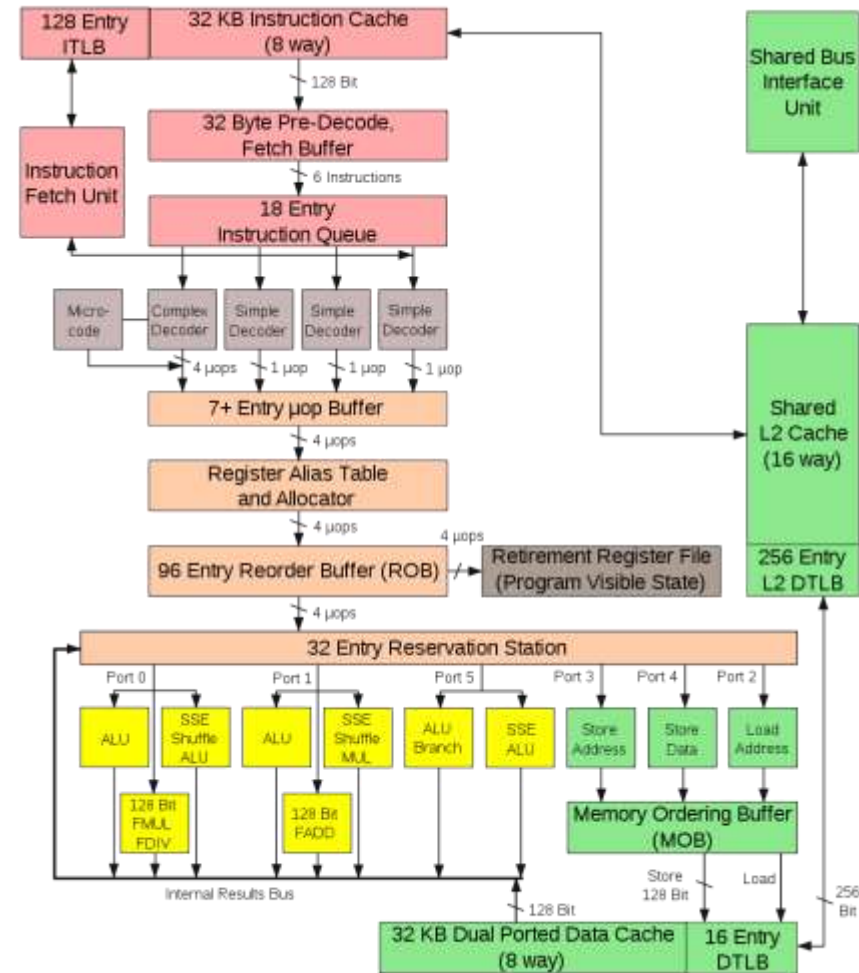 128 Entry
ITLB
32 KB Instruction Cache
(8 way)
128 Bit
32 Byte Pre-Decode,
Fetch Buffer
Instruction
Fetch Unit
6 Instructions
18 Entry
Instruction Queue
Micro-
code
Complex
Decoder
Simple
Decoder
Simple
Decoder
Simple
Decoder
4 µops
1 µop
1 µop
1 µop
7+ Entry µop Buffer
4 µops
Register Alias Table
and Allocator
4 µops
96 Entry Reorder Buffer (ROB)
4 µops
Retirement Register File
(Program Visible State)
4 µops
32 Entry Reservation Station
Port 0
Port 1
Port 5
Port 3
Port 4
Port 2
ALU
SSE
Shuffle
ALU
ALU
SSE
Shuffle
MUL
ALU
Branch
SSE
ALU
Store
Address
Store
Data
Load
Address
128 Bit
FMUL
FDIV
128 Bit
FADD
Memory Ordering Buffer
(MOB)
Internal Results Bus
Store
128 Bit
Load
128 Bit
256
Bit
32 KB Dual Ported Data Cache
(8 way)
16 Entry
DTLB
Shared Bus
Interface
Unit
Shared
L2 Cache
(16 way)
256 Entry
L2 DTLB